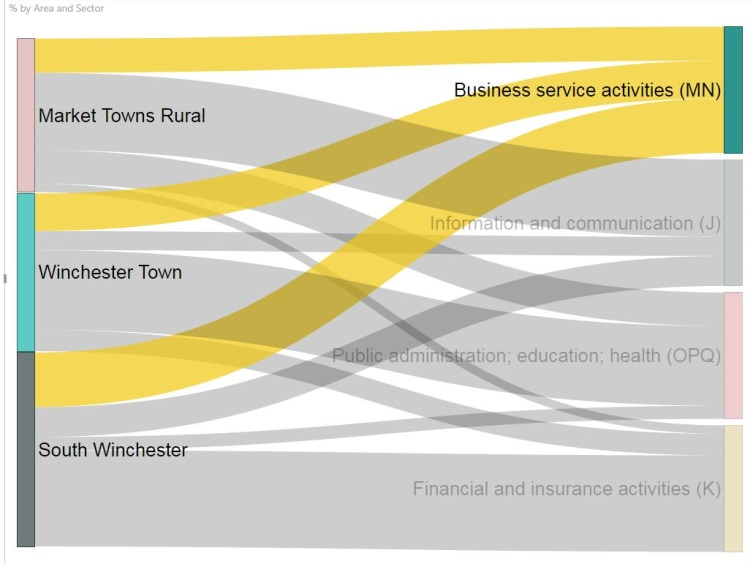 % by Area and Sector
Business service activities (MN)
Market Towns Rural
Information and communication (J)
Winchester Town
Public administration; education; health (OPQ)
South Winchester
Financial and insurance activities (K)